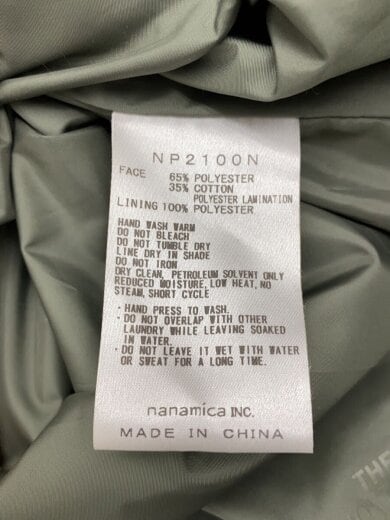 NP2100N
FACE 65% POLYESTER
35% COTTON
POLYESTER LAMINATION
LINING 100% POLYESTER
HAND WASH WARM
DO NOT BLEACH
DO NOT TUMBLE DRY
LINE DRY IN SHADE
DO NOT IRON
DRY CLEAN, PETROLEUM SOLVENT ONLY
REDUCED MOISTURE, LOW HEAT, NO
STEAM, SHORT CYCLE
· HAND PRESS TO WASH.
· DO NOT OVERLAP WITH OTHER
LAUNDRY WHILE LEAVING SOAKED
IN WATER.
· DO NOT LEAVE IT WET WITH WATER
OR SWEAT FOR A LONG TIME.
nanamica INC.
MADE IN CHINA
THE